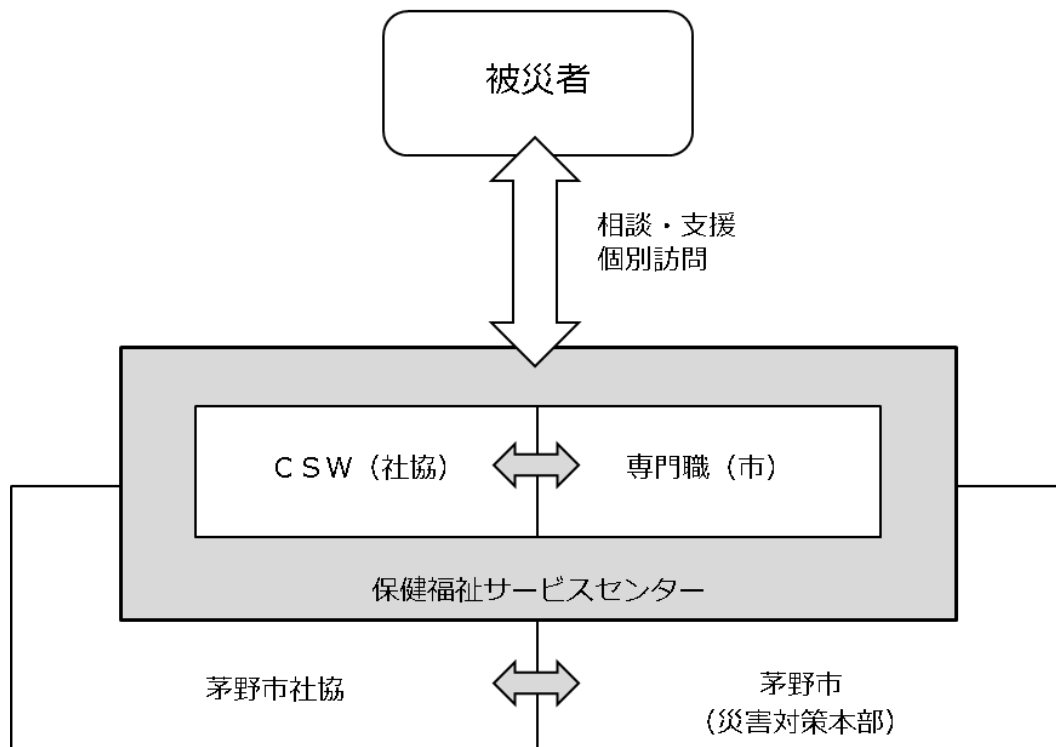 被災者
相談・支援
個別訪問
ＣＳＷ（社協）
専門職（市）
保健福祉サービスセンター
茅野市社協
茅野市
（災害対策本部）